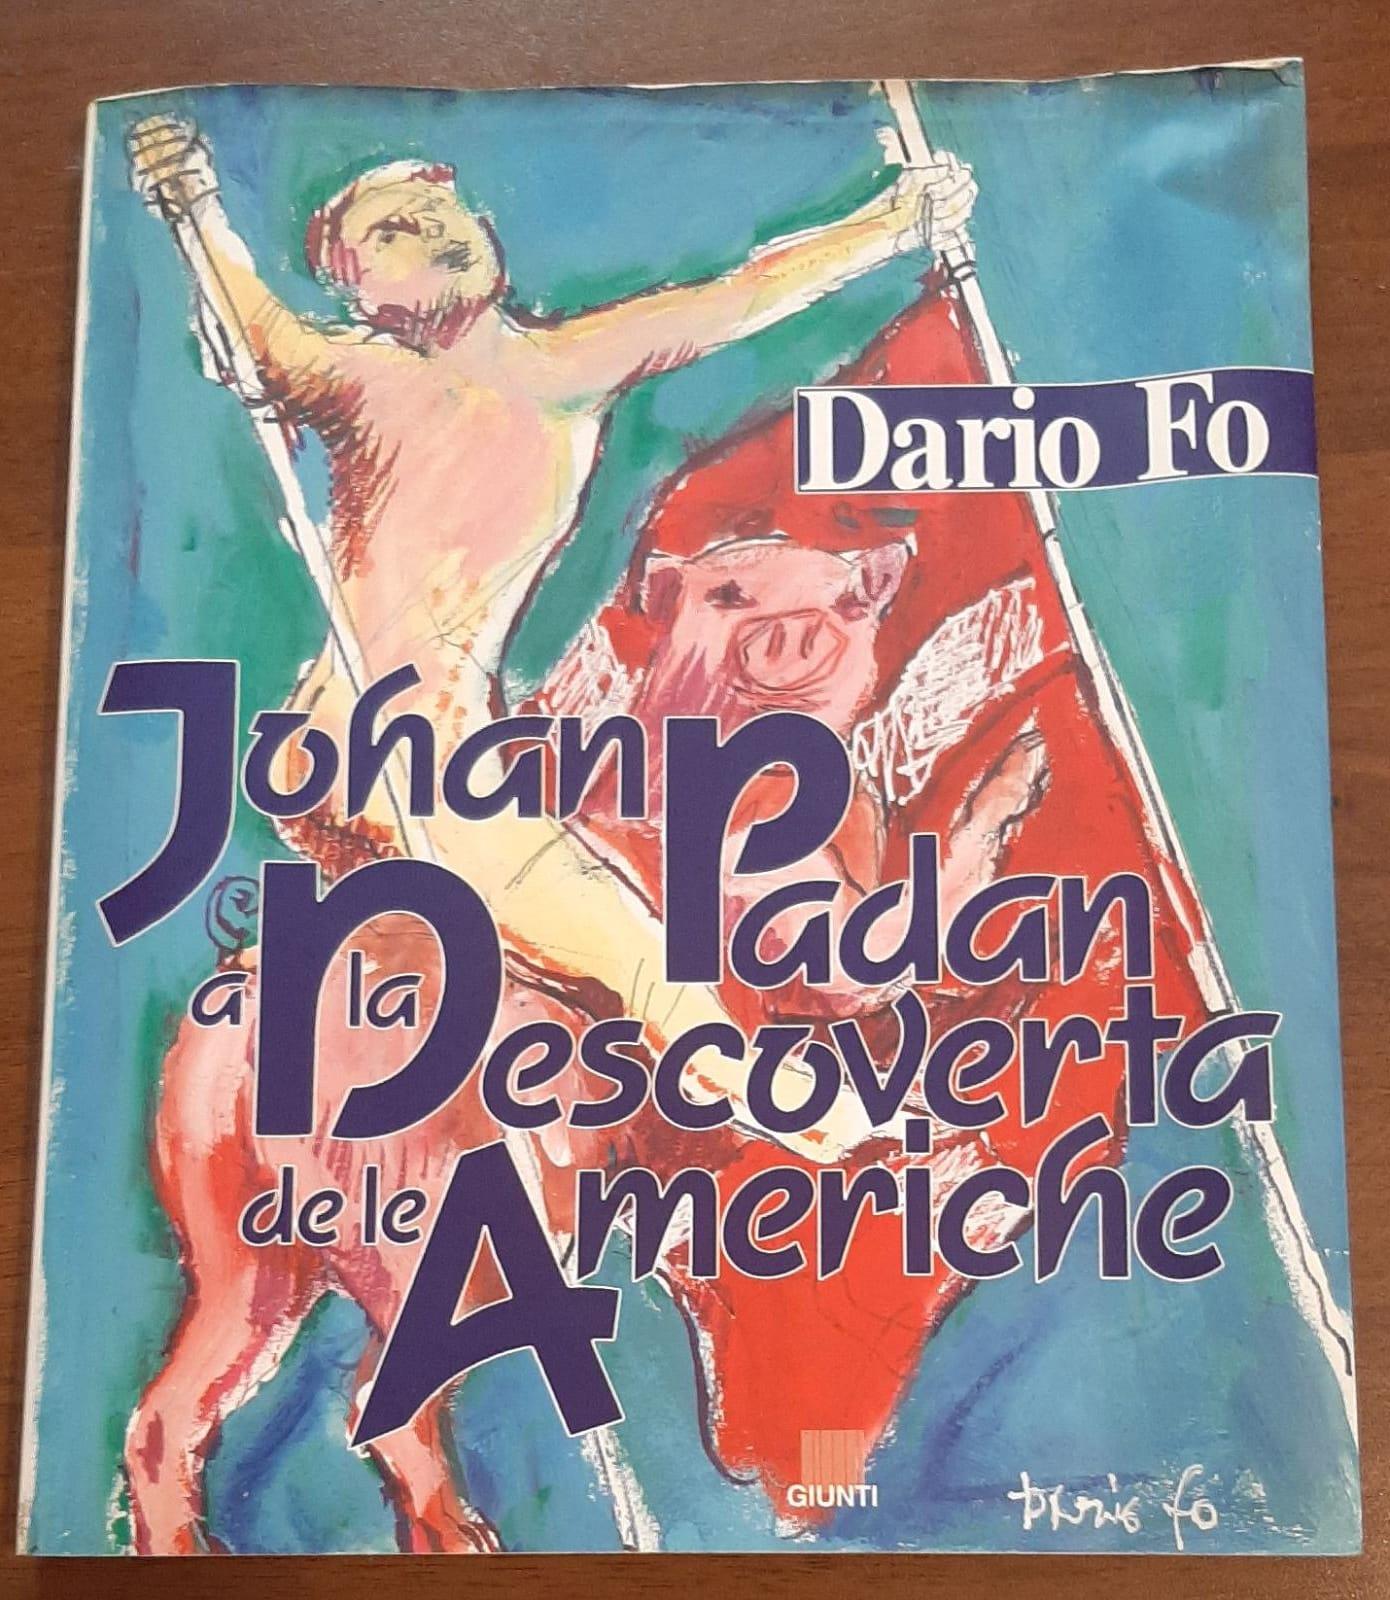 Dario Fo
Johan Padan
a la Descoverta
de le Americhe
GIUNTI
Dario Fo